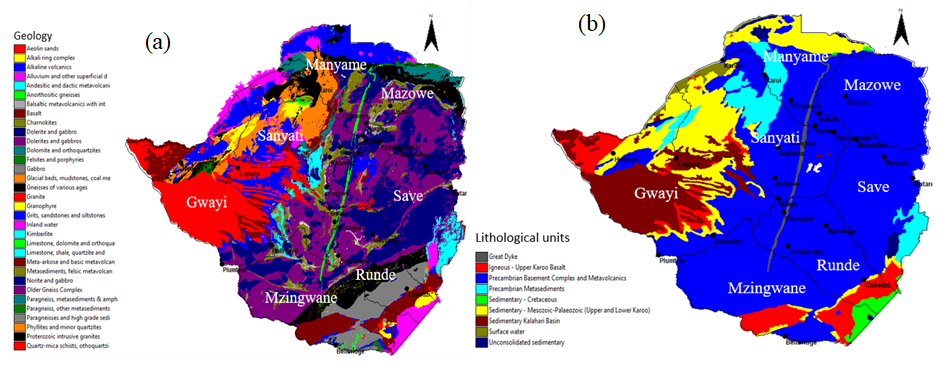 Geology
Aeolin sands
Alkali ring complex
Alkaline volcanics
Alluvium and other superficial d
Andesitic and dactic metavolcani
Anorthositic gneisses
Balsaltic metavolcanics with int
Basalt
Charnokites
Dolerite and gabbro
Dolerites and gabbros
Dolomite and orthoquartzites
Felsites and porphyries
Gabbro
Glacial beds, mudstones, coal me
Gneisses of various ages
Granite
Granophyre
Grits, sandstones and siltstones
Inland water
Kimberlite
Limestone, dolomite and orthoqua
Limestone, shale, quartzite and
Meta-arkose and basic metavolcan
Metasediments, felsic metavolcan
Norite and gabbro
Older Gneiss Complex
Paragneiss, metasediments & amph
Paragneiss, other metasediments
Paragneisses and high grade sedi
Phyllites and minor quartzites
Proterozoic intrusive granites
Quartz-mica schists, othoquartzi
(a)
N
Manyame
Mazowe
Sanyati
Gwayi
Save
Runde
Mzingwane
Plumt
(b)
N
Manyame
Mazowe
Karoi
Sanyati
Gwayi
Save
Runde
Mzingwane
Plumtr
Chiredzi
Lithological units
Great Dyke
Igneous - Upper Karoo Basalt
Precambrian Basement Complex and Metavolcanics
Precambrian Metasediments
Sedimentary - Cretaceous
Sedimentary - Mesozoic-Palaeozoic (Upper and Lower Karoo)
Sedimentary Kalahari Basin
Surface water
Unconsolidated sedimentary